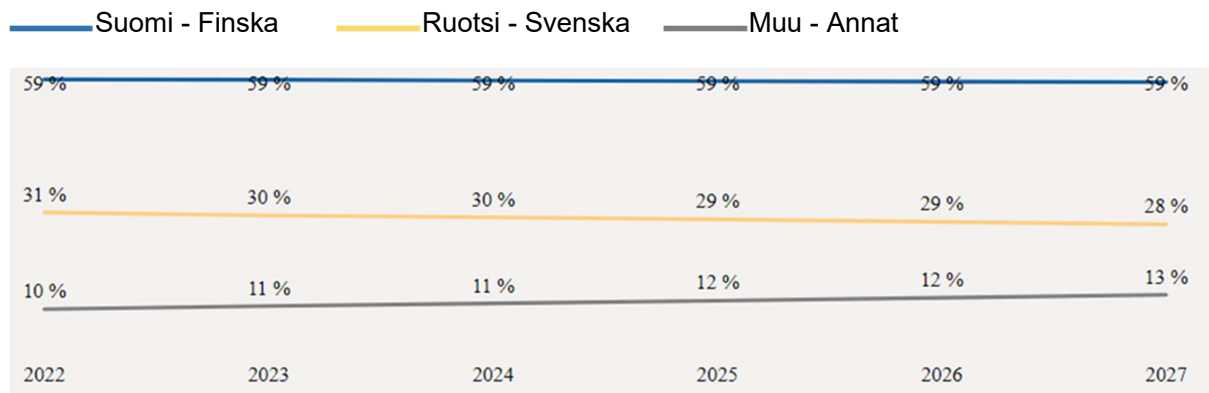 Suomi - Finska Ruotsi - Svenska Muu - Annat
59 % 59 % 59 % 59 % 59 % 59 %
31 % 30 % 30 % 29 % 29 % 28 %
10 % 11 % 11 % 12 % 12 % 13 %
2022 2023 2024 2025 2026 2027